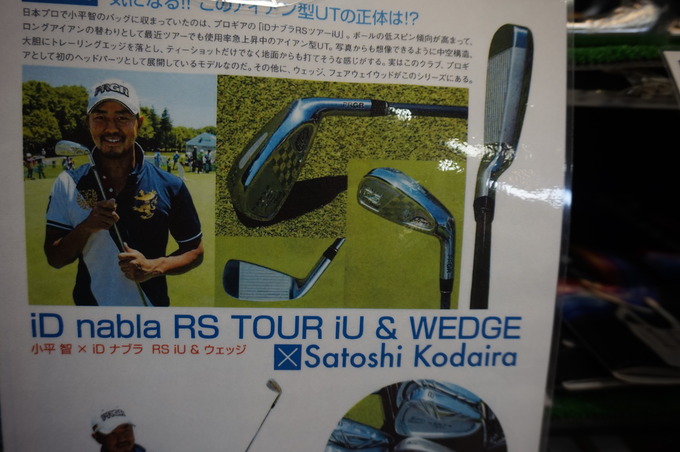 気になる!! このアイアン型UTの正体は!?
日本プロで小平智のバッグに収まっていたのは、プロギアの「iDナブラRSツアーiU」。ボールの低スピン傾向が高まって、
ロングアイアンの替わりとして最近ツアーでも使用率急上昇中のアイアン型UT。写真からも想像できるように中空構造。
大胆にトレーリングエッジを落とし、ティーショットだけでなく地面からも打てそうな感じがする。実はこのクラブ、プロギ
アとして初のヘッドパーツとして展開しているモデルなのだ。その他に、ウェッジ、フェアウェイウッドがこのシリーズにある。
PRGR
PRGR
iD nabla RS TOUR iU & WEDGE
小平 智 × iD ナブラ RS iU & ウェッジ
×Satoshi Kodaira